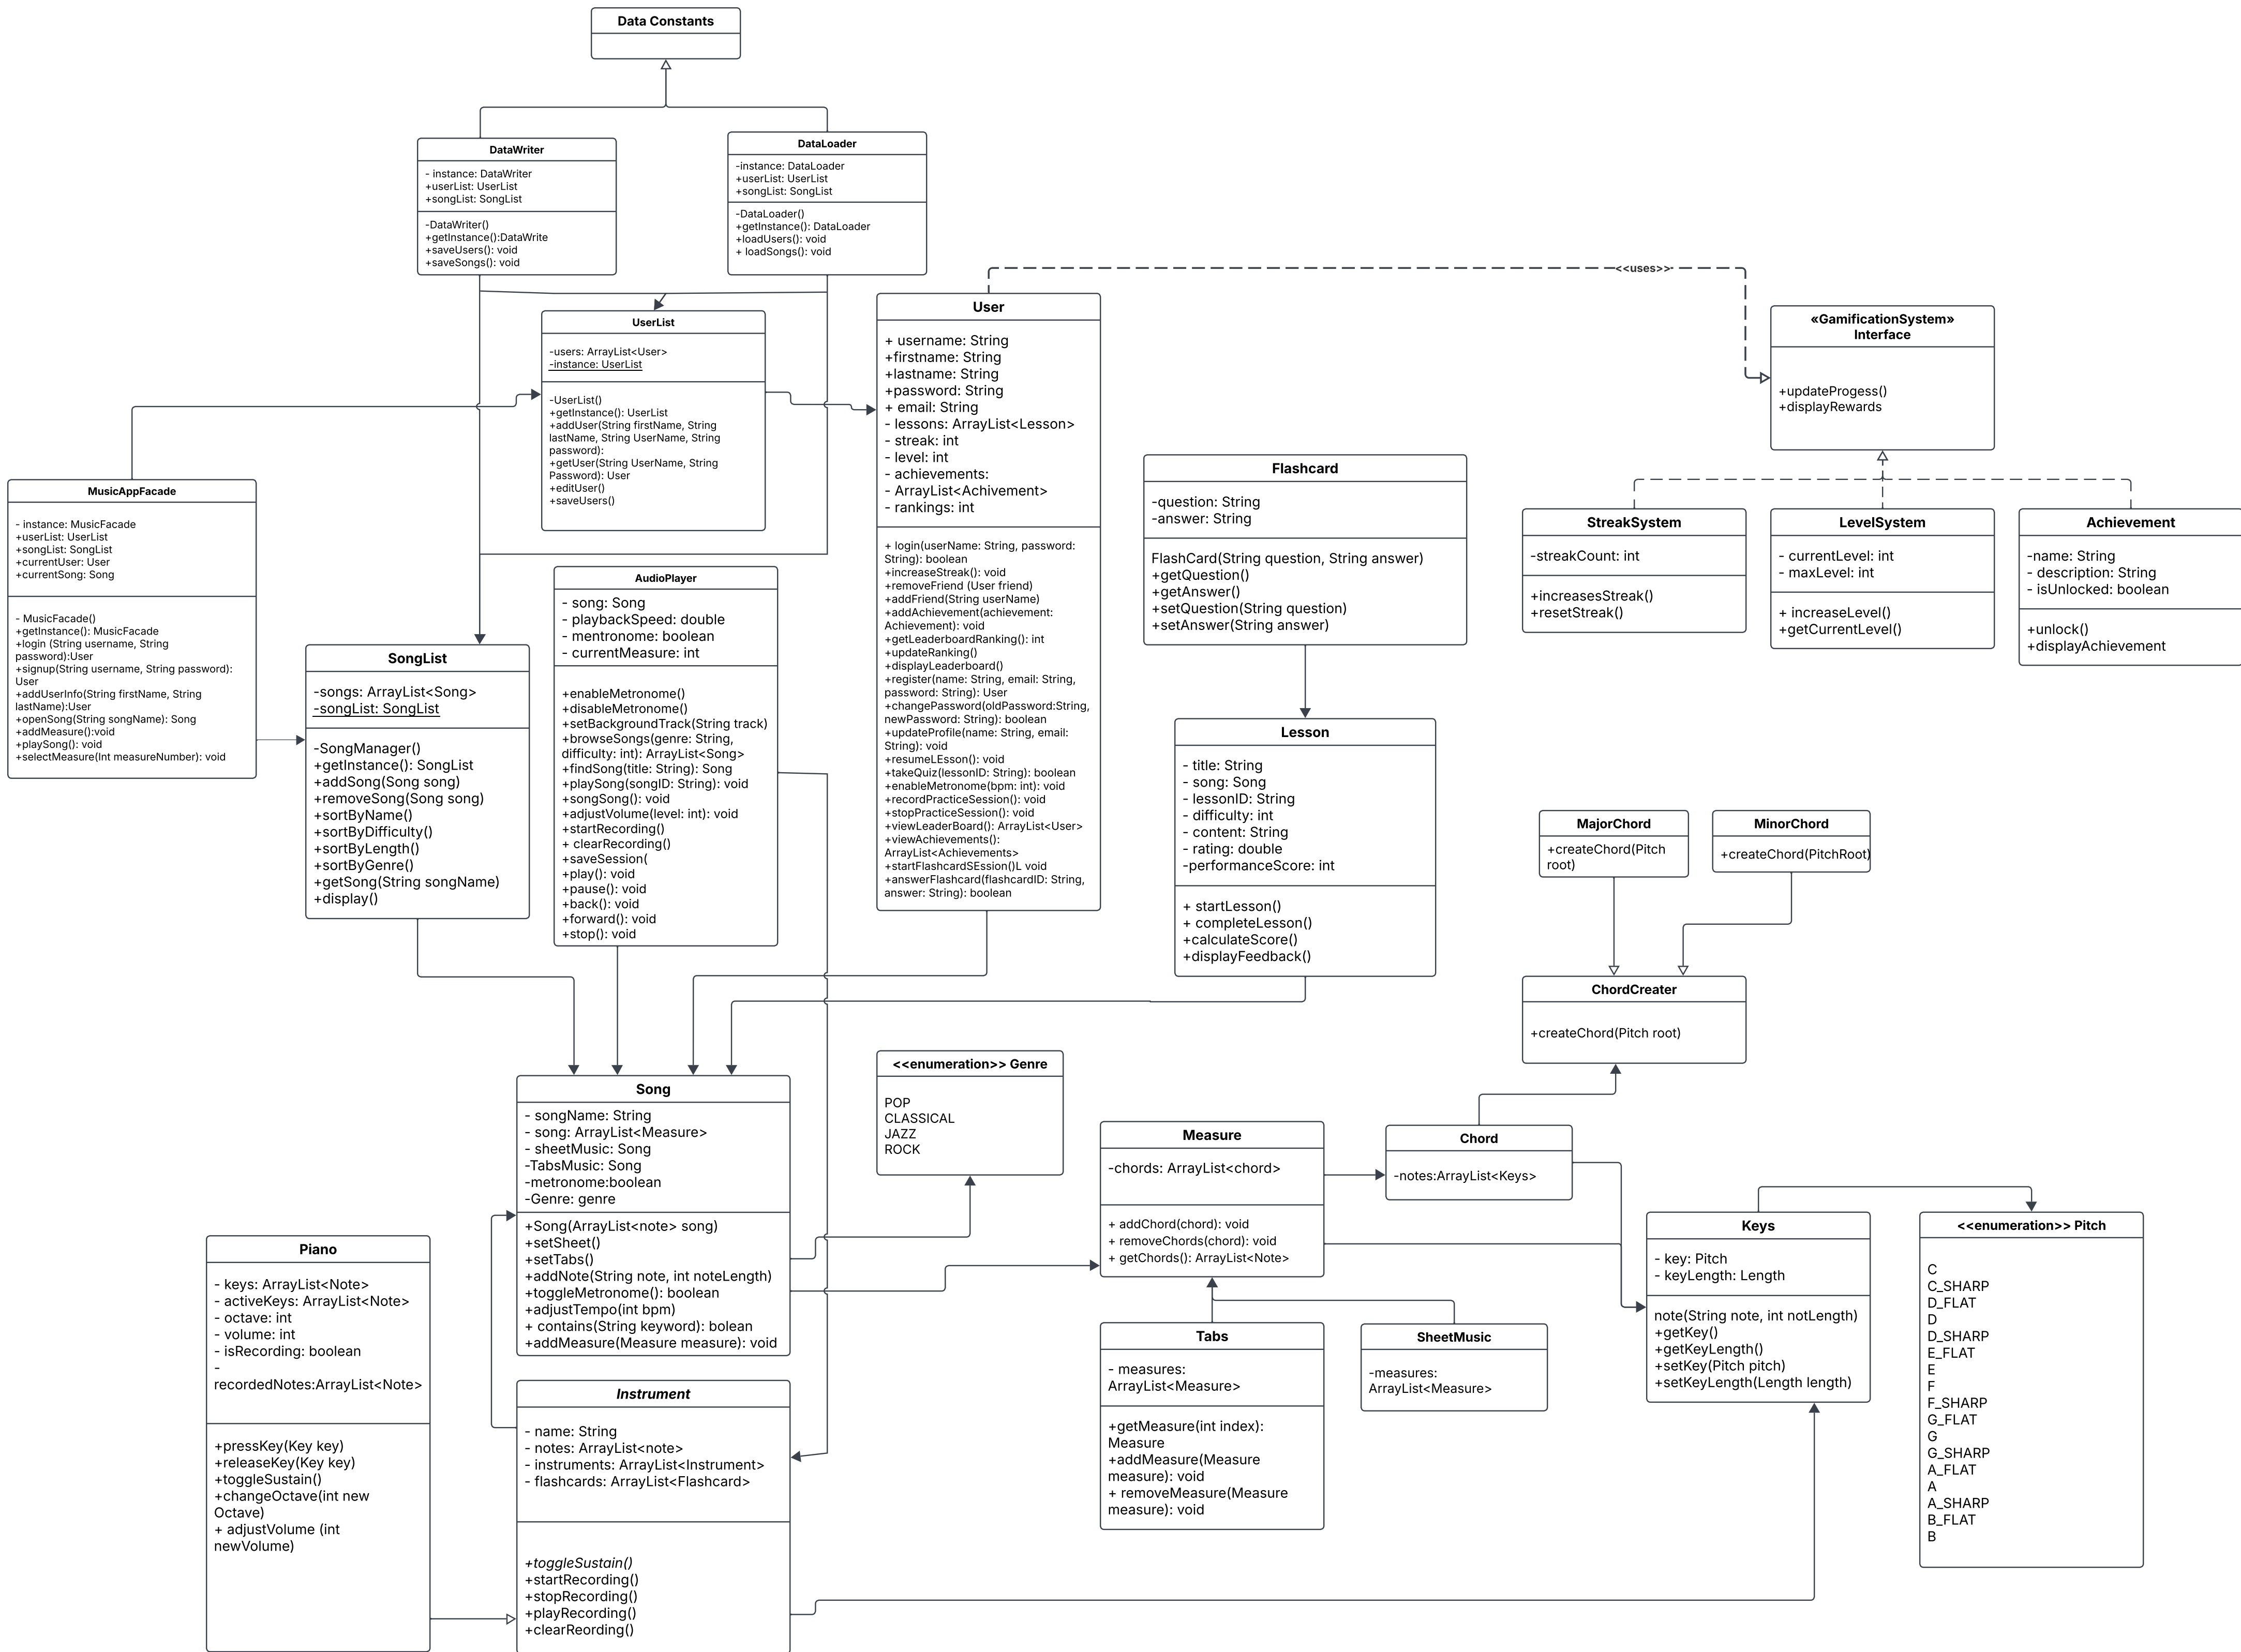 Data Constants
DataWriter
- instance: DataWriter
+userList: UserList
+songList: SongList
-DataWriter()
+getInstance():DataWrite
+saveUsers(): void
+saveSongs(): void
DataLoader
-instance: DataLoader
+userList: UserList
+songList: SongList
-DataLoader()
+getInstance(): DataLoader
+loadUsers(): void
+ loadSongs(): void
<<uses>>
UserList
-users: ArrayList<User>
-instance: UserList
-UserList()
+getInstance(): UserList
+addUser(String firstName, String
lastName, String UserName, String
password):
+getUser(String UserName, String
Password): User
+editUser()
+saveUsers()
User
+ username: String
+firstname: String
+lastname: String
+password: String
+ email: String
- lessons: ArrayList<Lesson>
- streak: int
- level: int
- achievements:
- ArrayList<Achivement>
- rankings: int
+ login(userName: String, password:
String): boolean
+increaseStreak(): void
+removeFriend (User friend)
+addFriend(String userName)
+addAchievement(achievement:
Achievement): void
+getLeaderboardRanking(): int
+updateRanking()
+displayLeaderboard()
+register(name: String, email: String,
password: String): User
+changePassword(oldPassword:String,
newPassword: String): boolean
+updateProfile(name: String, email:
String): void
+resumeLEsson(): void
+takeQuiz(lessonID: String): boolean
+enableMetronome(bpm: int): void
+recordPracticeSession(): void
+stopPracticeSession(): void
+viewLeaderBoard(): ArrayList<User>
+viewAchievements():
ArrayList<Achievements>
+startFlashcardSEssion()L void
+answerFlashcard(flashcardID: String,
answer: String): boolean
«GamificationSystem»
Interface
+updateProgess()
+displayRewards
MusicAppFacade
- instance: MusicFacade
+userList: UserList
+songList: SongList
+currentUser: User
+currentSong: Song
- MusicFacade()
+getInstance(): MusicFacade
+login (String username, String
password):User
+signup(String username, String password):
User
+addUserInfo(String firstName, String
lastName):User
+openSong(String songName): Song
+addMeasure():void
+playSong(): void
+selectMeasure(Int measureNumber): void
Flashcard
-question: String
-answer: String
FlashCard(String question, String answer)
+getQuestion()
+getAnswer()
+setQuestion(String question)
+setAnswer(String answer)
StreakSystem
-streakCount: int
+increasesStreak()
+resetStreak()
LevelSystem
- currentLevel: int
- maxLevel: int
+ increaseLevel()
+getCurrentLevel()
Achievement
-name: String
- description: String
- isUnlocked: boolean
+unlock()
+displayAchievement
SongList
-songs: ArrayList<Song>
-songList: SongList
-SongManager()
+getInstance(): SongList
+addSong(Song song)
+removeSong(Song song)
+sortByName()
+sortByDifficulty()
+sortByLength()
+sortByGenre()
+getSong(String songName)
+display()
AudioPlayer
- song: Song
- playbackSpeed: double
- mentronome: boolean
- currentMeasure: int
+enableMetronome()
+disableMetronome()
+setBackgroundTrack(String track)
+browseSongs(genre: String,
difficulty: int): ArrayList<Song>
+findSong(title: String): Song
+playSong(songID: String): void
+songSong(): void
+adjustVolume(level: int): void
+startRecording()
+ clearRecording()
+saveSession(
+play(): void
+pause(): void
+back(): void
+forward(): void
+stop(): void
Lesson
- title: String
- song: Song
- lessonID: String
- difficulty: int
- content: String
- rating: double
-performanceScore: int
+ startLesson()
+ completeLesson()
+calculateScore()
+displayFeedback()
MajorChord
+createChord(Pitch
root)
MinorChord
+createChord(PitchRoot)
ChordCreater
+createChord(Pitch root)
Song
- songName: String
- song: ArrayList<Measure>
- sheetMusic: Song
-TabsMusic: Song
-metronome:boolean
-Genre: genre
+Song(ArrayList<note> song)
+setSheet()
+setTabs()
+addNote(String note, int noteLength)
+toggleMetronome(): boolean
+adjustTempo(int bpm)
+ contains(String keyword): bolean
+addMeasure(Measure measure): void
<<enumeration>> Genre
POP
CLASSICAL
JAZZ
ROCK
Measure
-chords: ArrayList<chord>
+ addChord(chord): void
+ removeChords(chord): void
+ getChords(): ArrayList<Note>
Chord
-notes:ArrayList<Keys>
Keys
- key: Pitch
- keyLength: Length
note(String note, int notLength)
+getKey()
+getKeyLength()
+setKey(Pitch pitch)
+setKeyLength(Length length)
<<enumeration>> Pitch
C
C_SHARP
D_FLAT
D
D_SHARP
E_FLAT
E
F
F_SHARP
G_FLAT
G
G_SHARP
A_FLAT
A
A_SHARP
B_FLAT
B
Piano
- keys: ArrayList<Note>
- activeKeys: ArrayList<Note>
- octave: int
- volume: int
- isRecording: boolean
-
recordedNotes:ArrayList<Note>
+pressKey(Key key)
+releaseKey(Key key)
+toggleSustain()
+changeOctave(int new
Octave)
+ adjustVolume (int
newVolume)
Instrument
- name: String
- notes: ArrayList<note>
- instruments: ArrayList<Instrument>
- flashcards: ArrayList<Flashcard>
+toggleSustain()
+startRecording()
+stopRecording()
+playRecording()
+clearReording()
Tabs
- measures:
ArrayList<Measure>
+getMeasure(int index):
Measure
+addMeasure(Measure
measure): void
+ removeMeasure(Measure
measure): void
SheetMusic
-measures:
ArrayList<Measure>